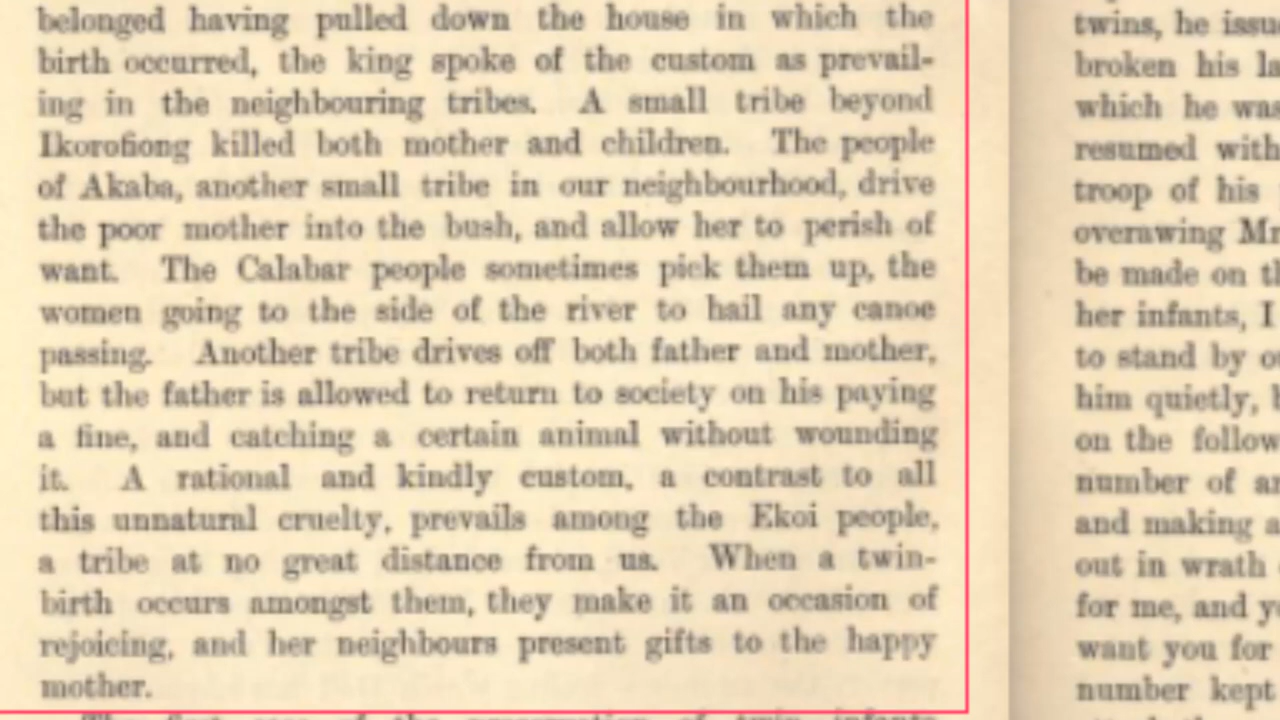 belonged having pulled down the house in which the
birth occurred, the king spoke of the custom as prevail-
ing in the neighbouring tribes. A small tribe beyond
Ikorofiong killed both mother and children. The people
of Akaba, another small tribe in our neighbourhood, drive
the poor mother into the bush, and allow her to perish of
want. The Calabar people sometimes pick them up, the
women going to the side of the river to hail any canoe
passing. Another tribe drives off both father and mother,
but the father is allowed to return to society on his paying
a fine, and catching a certain animal without wounding
it. A rational and kindly custom, a contrast to all
this unnatural cruelty, prevails among the Ekoi people,
a tribe at no great distance from us. When a twin-
birth occurs amongst them, they make it an occasion of
rejoicing, and her neighbours present gifts to the happy
mother.
twins, he
broken his
which he
resumed with
troop of his
overawing
be made on
her infants, I
to stand by
him quietly,
on the
number of
and making
out in wrath
for me, and
want you for
number kept